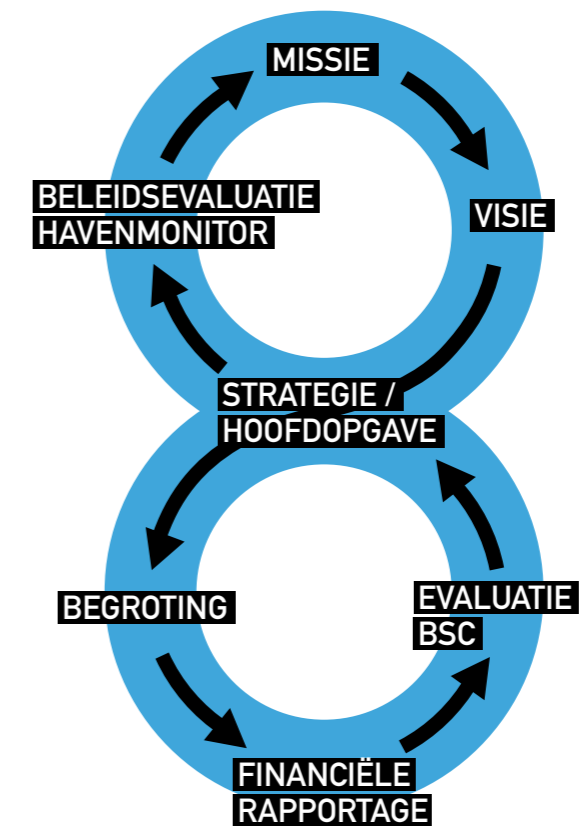 MISSIE
BELEIDSEVALUATIE
HAVENMONITOR
VISIE
STRATEGIE /
HOOFDOPGAVE
BEGROTING
EVALUATIE
BSC
FINANCIËLE
RAPPORTAGE